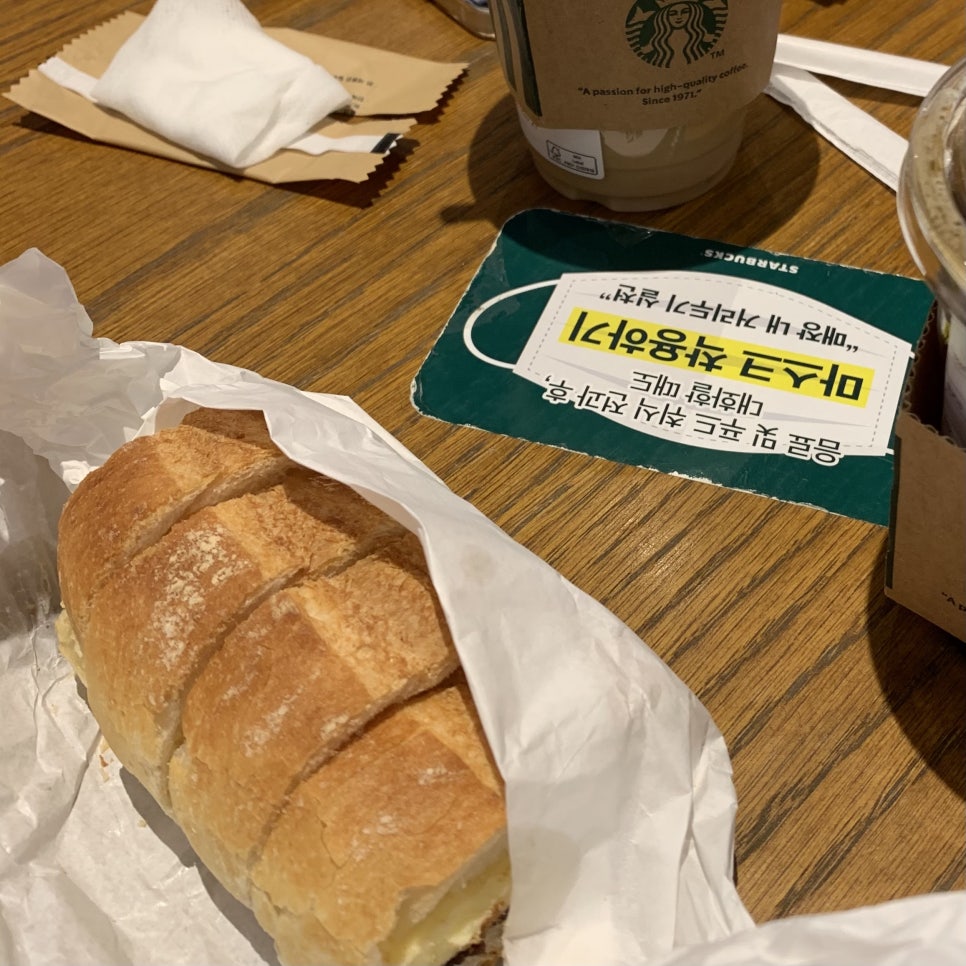 "A passion for high-quality coffee.
Since 1971."
TM
STARBUCKS
음료 및 푸드 취식 전과 후,
대화할 때도
마스크 착용하기
"매장 내 거리두기 실천"